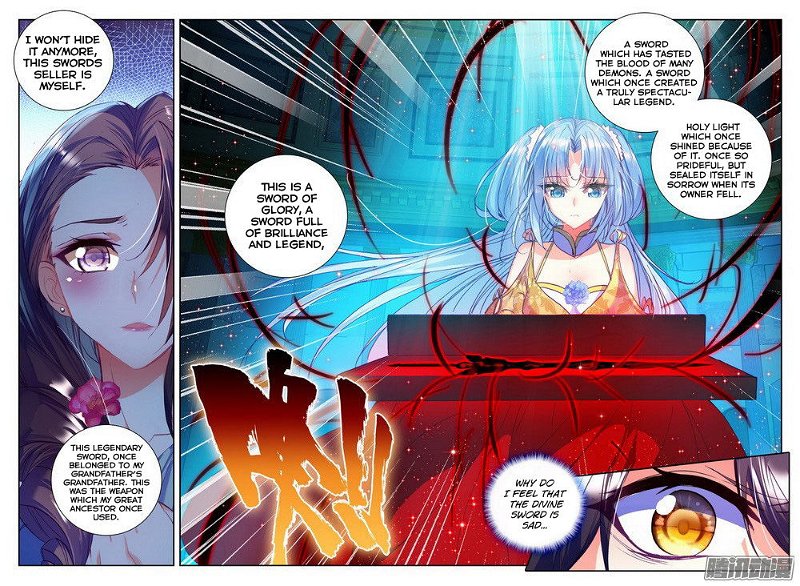 I WON'T HIDE
IT ANYMORE,
THIS SWORDS
SELLER IS
MYSELF.
THIS LEGENDARY
SWORD, ONCE
BELONGED TO MY
GRANDFATHER'S
GRANDFATHER. THIS
WAS THE WEAPON
WHICH MY GREAT
ANCESTOR ONCE
USED.
A SWORD
WHICH HAS TASTED
THE BLOOD OF MANY
DEMONS. A SWORD
WHICH ONCE CREATED
A TRULY SPECTACU-
LAR LEGEND.
HOLY LIGHT
WHICH ONCE
SHINED BECAUSE
OF IT. ONCE SO
PRIDEFUL, BUT
SEALED ITSELF IN
SORROW WHEN ITS
OWNER FELL.
THIS IS A
SWORD OF
GLORY, A
SWORD FULL
OF BRILLIANCE
AND LEGEND,
WHY DO
I FEEL THAT
THE DIVINE
SWORD IS
SAD...
腾讯动漫